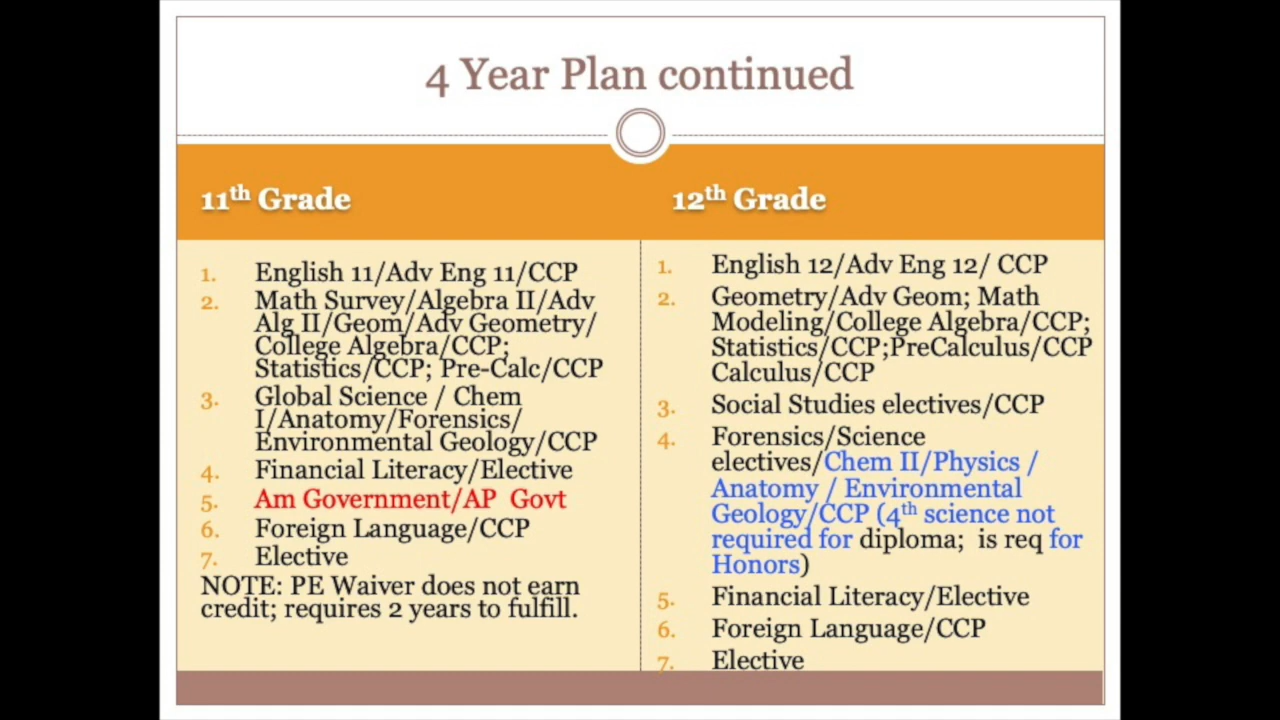 4 Year Plan continued
11th Grade
1. English 11/Adv Eng 11/CCP
2. Math Survey/Algebra II/Adv
Alg II/Geom/Adv Geometry/
College Algebra/CCP;
Statistics/CCP; Pre-Calc/CCP
3. Global Science / Chem
I/Anatomy/Forensics/
Environmental Geology/CCP
4. Financial Literacy/Elective
5. Am Government/AP Govt
6. Foreign Language/CCP
7. Elective
NOTE: PE Waiver does not earn
credit; requires 2 years to fulfill.
12th Grade
1. English 12/Adv Eng 12/ CCP
2. Geometry/Adv Geom; Math
Modeling/College Algebra/CCP;
Statistics/CCP;PreCalculus/CCP
Calculus/CCP
3. Social Studies electives/CCP
4. Forensics/Science
electives/Chem II/Physics /
Anatomy / Environmental
Geology/CCP (4th science not
required for diploma; is req for
Honors)
5. Financial Literacy/Elective
6. Foreign Language/CCP
7. Elective